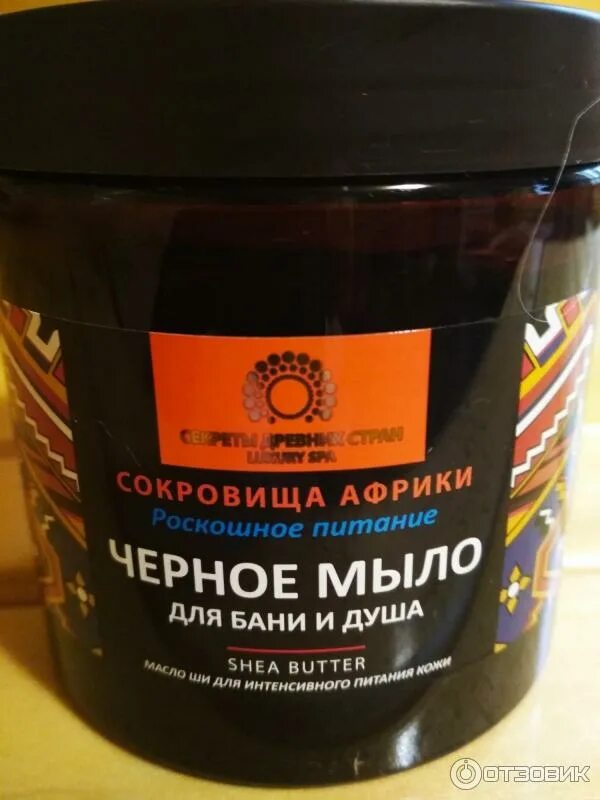 СЕКРЕТЫ ДРЕВНИХ СТРАН
LUXURY SPA
СОКРОВИЩА АФРИКИ
Роскошное питание
ЧЕРНОЕ МЫЛО
ДЛЯ БАНИ И ДУША
SHEA BUTTER
МАСЛО ШИ ДЛЯ ИНТЕНСИВНОГО ПИТАНИЯ КОЖИ
ОТЗОВИК